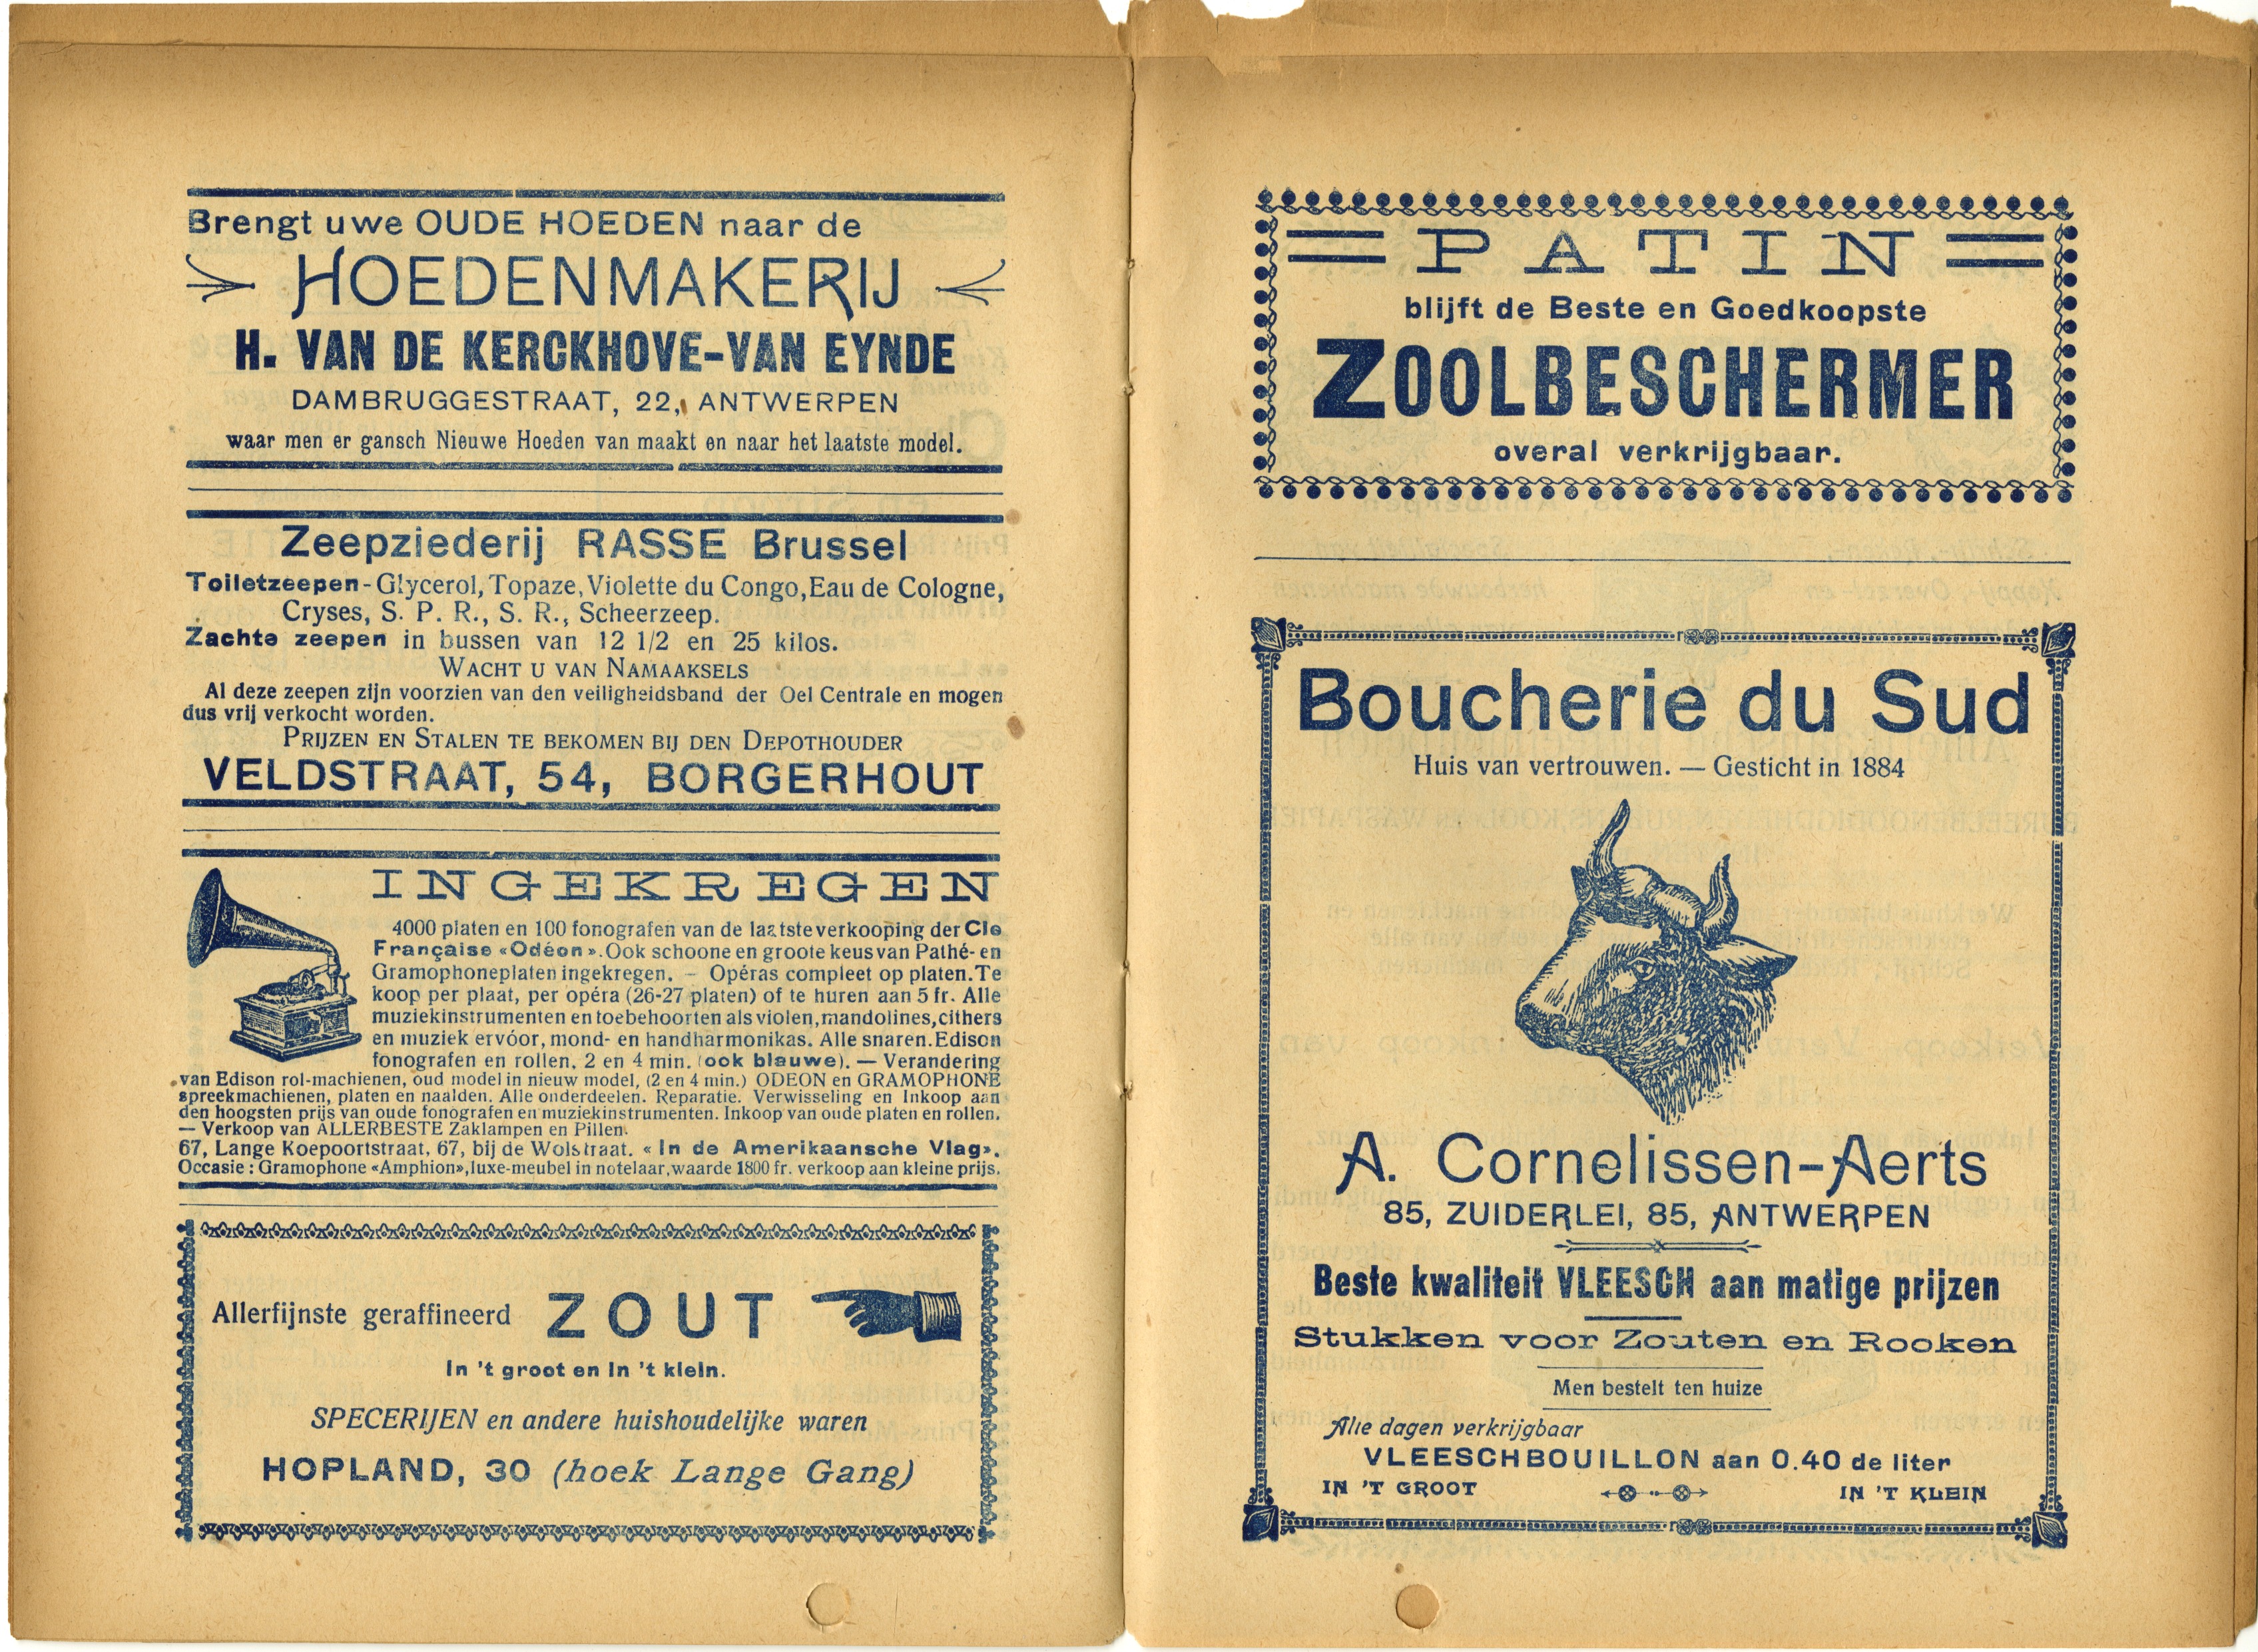 Brengt uwe OUDE HOEDEN naar de
HOEDENMAKERIJ
H. VAN DE KERCKHOVE-VAN EYNDE
DAMBRUGGESTRAAT, 22, ANTWERPEN
waar men er gansch Nieuwe Hoeden van maakt en naar het laatste model.
Zeepziederij RASSE Brussel
Toiletzeepen - Glycerol, Topaze, Violette du Congo, Eau de Cologne,
Cryses, S. P. R., S. R., Scheerzeep.
Zachte zeepen in bussen van 12 1/2 en 25 kilos.
WACHT U VAN NAMAAKSELS
Al deze zeepen zijn voorzien van den veiligheidsband der Oel Centrale en mogen
dus vrij verkocht worden.
PRIJZEN EN STALEN TE BEKOMEN BIJ DEN DEPOTHOUDER
VELDSTRAAT, 54, BORGERHOUT
INGEKREGEN
4000 platen en 100 fonografen van de laatste verkooping der Cie
Française «Odéon». Ook schoone en groote keus van Pathé- en
Gramophoneplaten ingekregen. — Opéras compleet op platen. Te
koop per plaat, per opéra (26-27 platen) of te huren aan 5 fr. Alle
muziekinstrumenten en toebehoorten als violen, mandolines, cithers
en muziek ervóor, mond- en handharmonikas. Alle snaren. Edison
fonografen en rollen, 2 en 4 min. (ook blauwe). — Verandering
van Edison rol-machienen, oud model in nieuw model, (2 en 4 min.) ODEON en GRAMOPHONE
spreekmachienen, platen en naalden. Alle onderdeelen. Reparatie. Verwisseling en Inkoop aan
den hoogsten prijs van oude fonografen en muziekinstrumenten. Inkoop van oude platen en rollen.
— Verkoop van ALLERBESTE Zaklampen en Pillen.
67, Lange Koepoortstraat, 67, bij de Wolstraat. «In de Amerikaansche Vlag».
Occasie : Gramophone «Amphion», luxe-meubel in notelaar, waarde 1800 fr. verkoop aan kleine prijs.
Allerfijnste geraffineerd ZOUT
In 't groot en in 't klein.
SPECERIJEN en andere huishoudelijke waren
HOPLAND, 30 (hoek Lange Gang)
PATIN
blijft de Beste en Goedkoopste
ZOOLBESCHERMER
overal verkrijgbaar.
Boucherie du Sud
Huis van vertrouwen. — Gesticht in 1884
A. Cornelissen-Aerts
85, ZUIDERLEI, 85, ANTWERPEN
Beste kwaliteit VLEESCH aan matige prijzen
Stukken voor Zouten en Rooken
Men bestelt ten huize
Alle dagen verkrijgbaar
VLEESCHBOUILLON aan 0.40 de liter
IN 'T GROOT IN 'T KLEIN